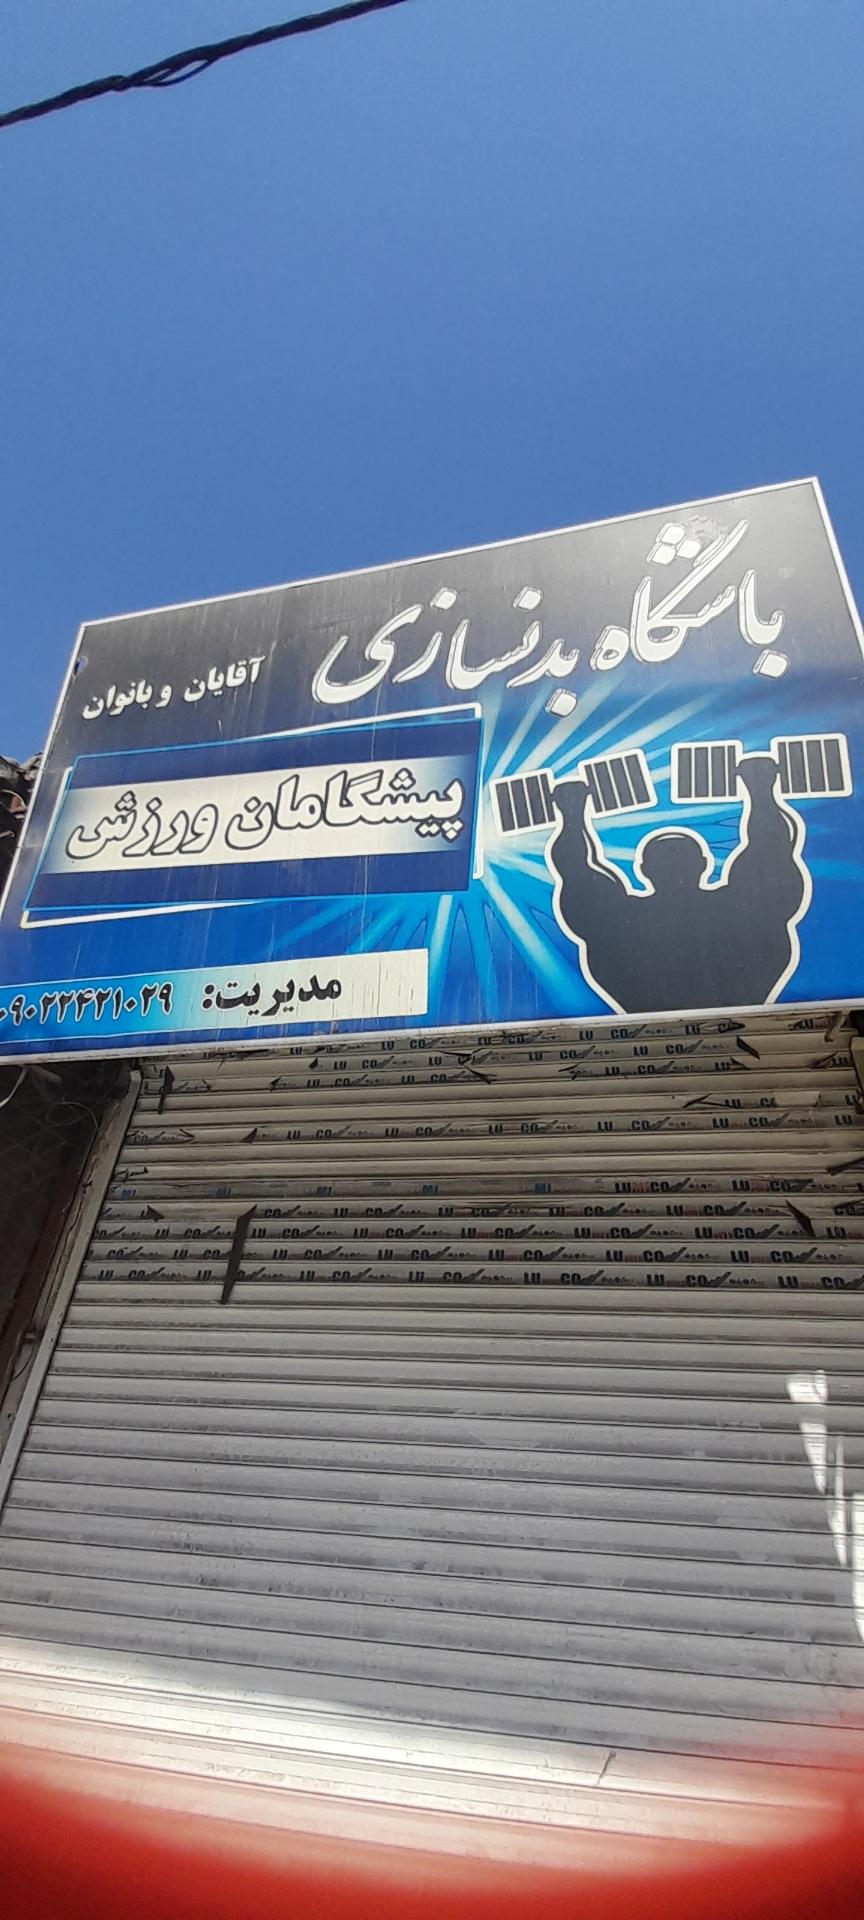 باشگاه بدنسازی
آقایان و بانوان
پیشگامان ورزش
مدیریت: ۰۹۰۲۲۴۲۱۰۲۹